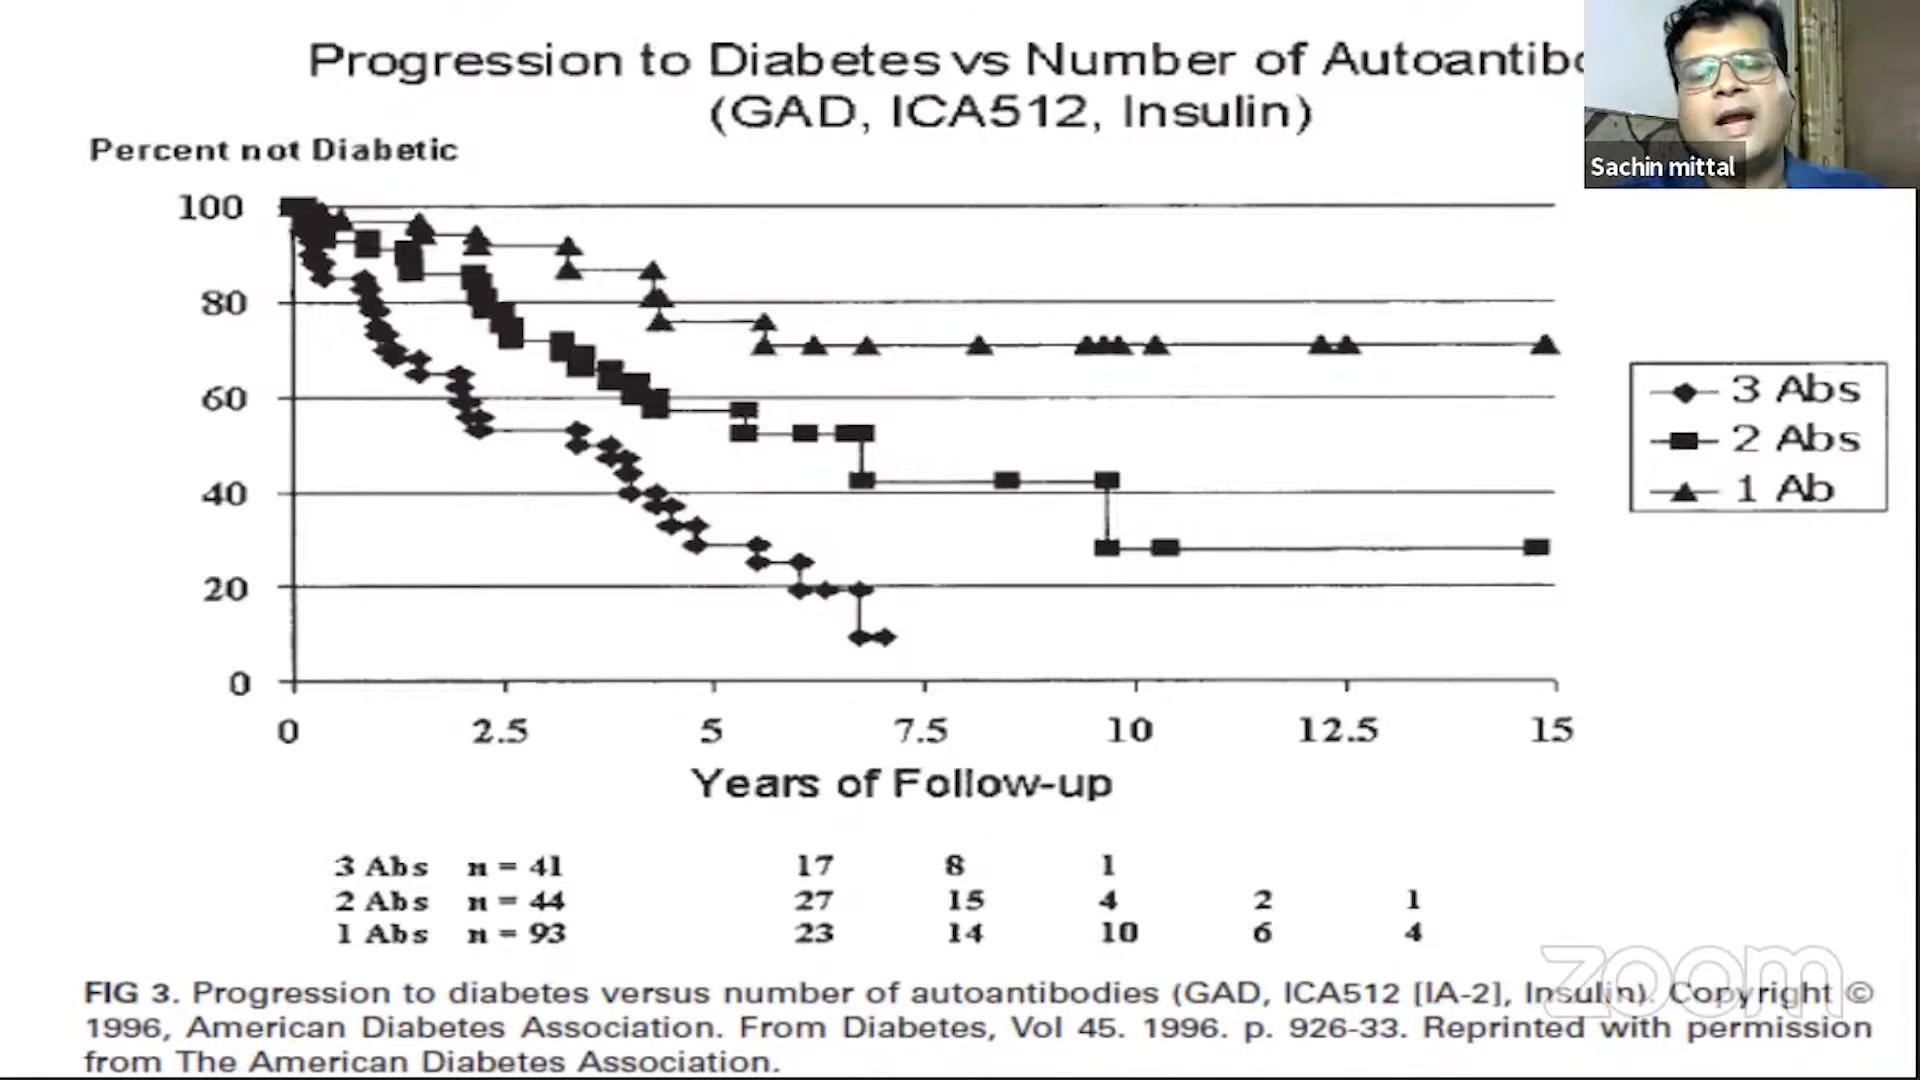 Progression to Diabetes vs Number of
(GAD, ICA512, Insulin)
Sachin mittal
Percent not Diabetic
100
80
60
40
20
0
0 2.5 5 7.5 10 12.5 15
Years of Follow-up
3 Abs
2 Abs
1 Ab
3 Abs n = 41 17 8 1
2 Abs n = 44 27 15 4 2 1
1 Abs n = 93 23 14 10 6 4
zoom
FIG 3. Progression to diabetes versus number of autoantibodies (GAD, ICA512 [IA-2], Insulin). Copyright ©
1996, American Diabetes Association. From Diabetes, Vol 45. 1996. p. 926-33. Reprinted with permission
from The American Diabetes Association.